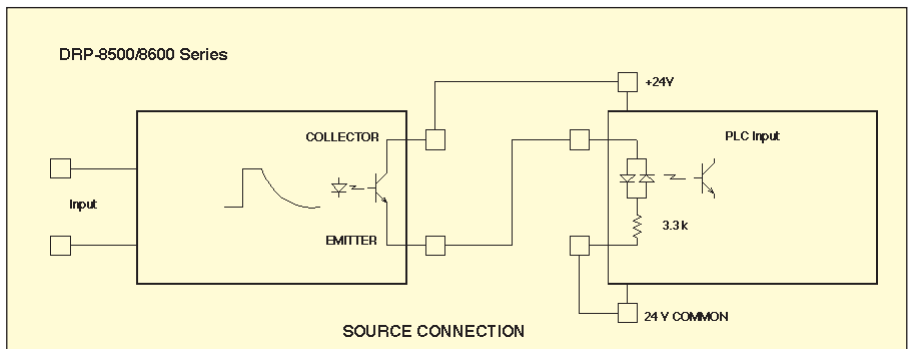 DRP-8500/8600 Series
+24V
COLLECTOR
PLC Input
Input
3.3 k
EMITTER
24 V COMMON
SOURCE CONNECTION